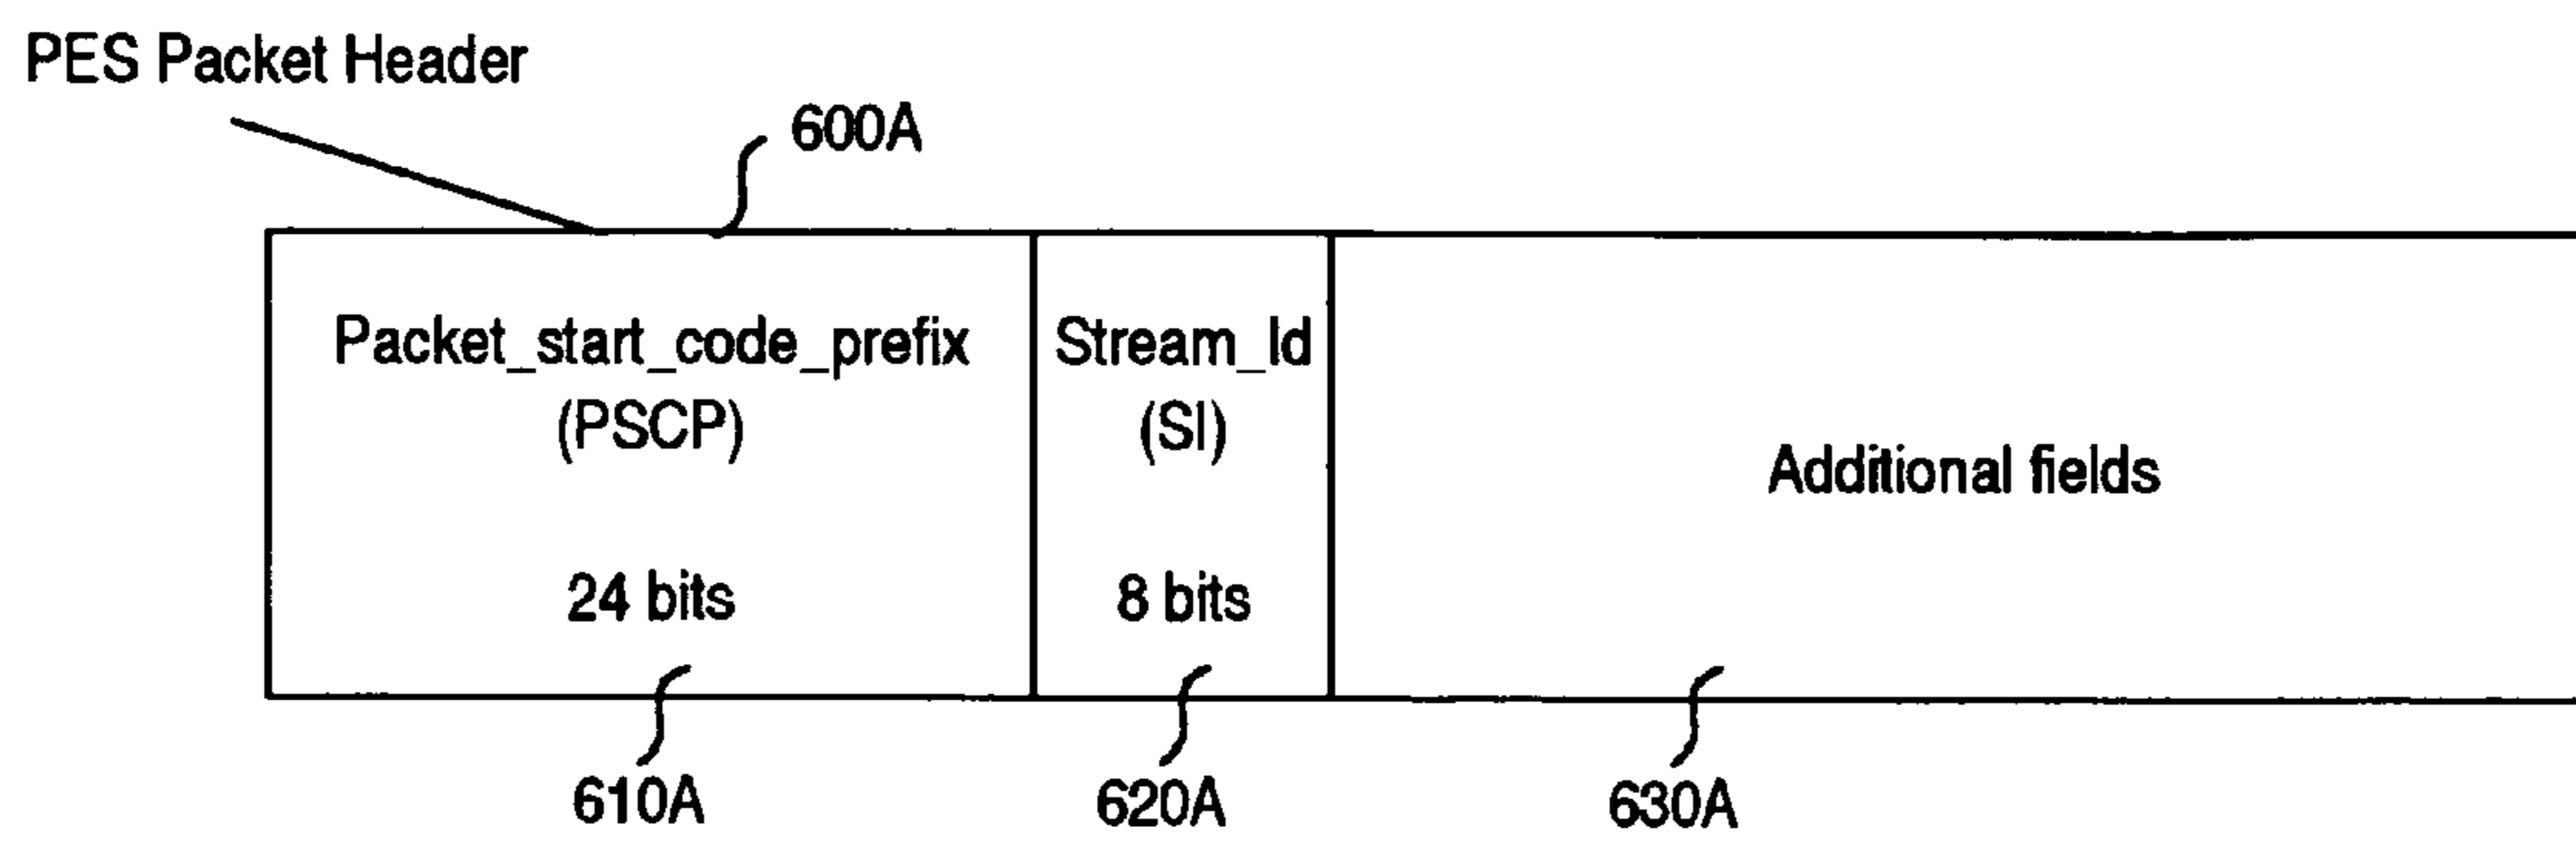 PES Packet Header
600A
Packet_start_code_prefix
(PSCP)
24 bits
Stream_Id
(SI)
8 bits
Additional fields
610A
620A
630A